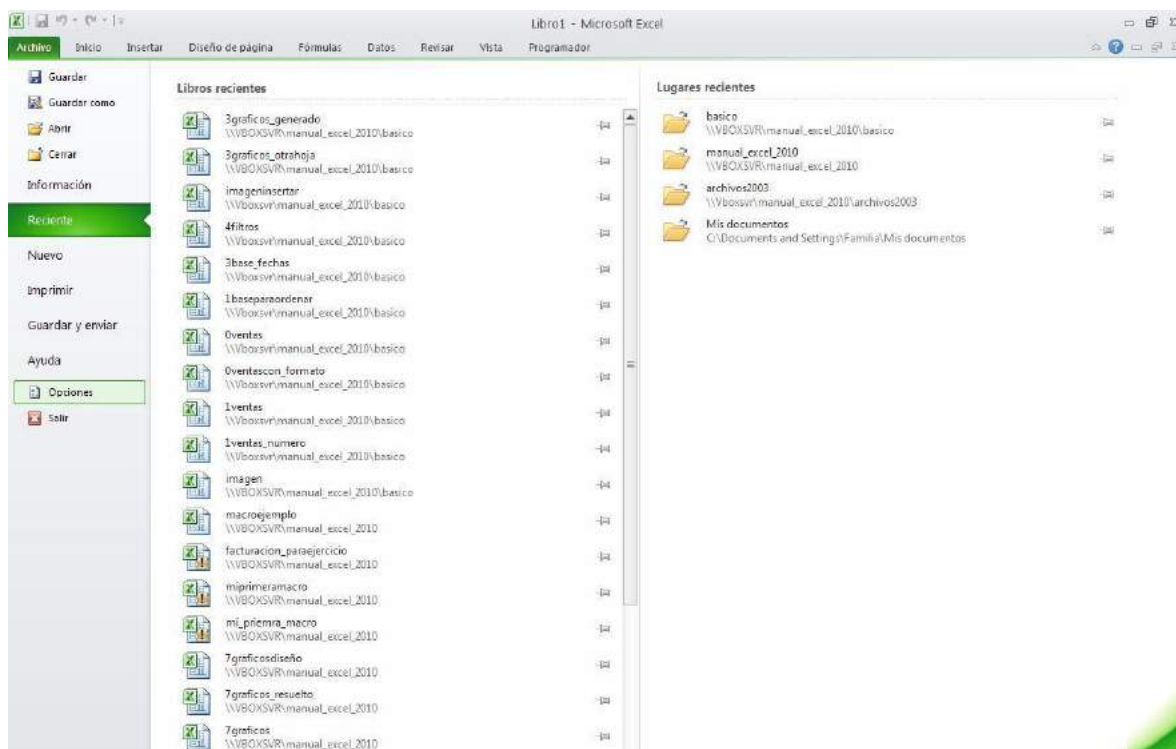 Libro1 - Microsoft Excel
Archivo Inicio Insertar Diseño de página Fórmulas Datos Revisar Vista Programador
Guardar
Guardar como
Abrir
Cerrar
Información
Reciente
Nuevo
Imprimir
Guardar y enviar
Ayuda
Opciones
Salir
Libros recientes
3graficos_generado
\\VBOXSVR\manual_excel_2010\basico
3graficos_otrahoja
\\VBOXSVR\manual_excel_2010\basico
imageninsertar
\\Vboxsvr\manual_excel_2010\basico
4filtros
\\Vboxsvr\manual_excel_2010\basico
3base_fechas
\\Vboxsvr\manual_excel_2010\basico
1baseparaordenar
\\Vboxsvr\manual_excel_2010\basico
0ventas
\\Vboxsvr\manual_excel_2010\basico
0ventascon_formato
\\Vboxsvr\manual_excel_2010\basico
1ventas
\\Vboxsvr\manual_excel_2010\basico
1ventas_numero
\\Vboxsvr\manual_excel_2010\basico
imagen
\\VBOXSVR\manual_excel_2010\basico
macroejemplo
\\VBOXSVR\manual_excel_2010
facturacion_paraejercicio
\\VBOXSVR\manual_excel_2010
miprimeramacro
\\VBOXSVR\manual_excel_2010
mi_priemra_macro
\\VBOXSVR\manual_excel_2010
7graficosdiseño
\\VBOXSVR\manual_excel_2010
7graficos_resuelto
\\VBOXSVR\manual_excel_2010
7graficos
\\VBOXSVR\manual_excel_2010
Lugares recientes
basico
\\VBOXSVR\manual_excel_2010\basico
manual_excel_2010
\\VBOXSVR\manual_excel_2010
archivos2003
\\Vboxsvr\manual_excel_2010\archivos2003
Mis documentos
C:\Documents and Settings\Familia\Mis documentos